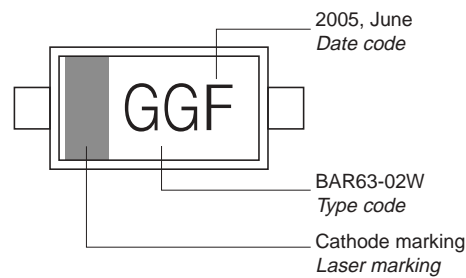 2005, June
Date code
GGF
BAR63-02W
Type code
Cathode marking
Laser marking